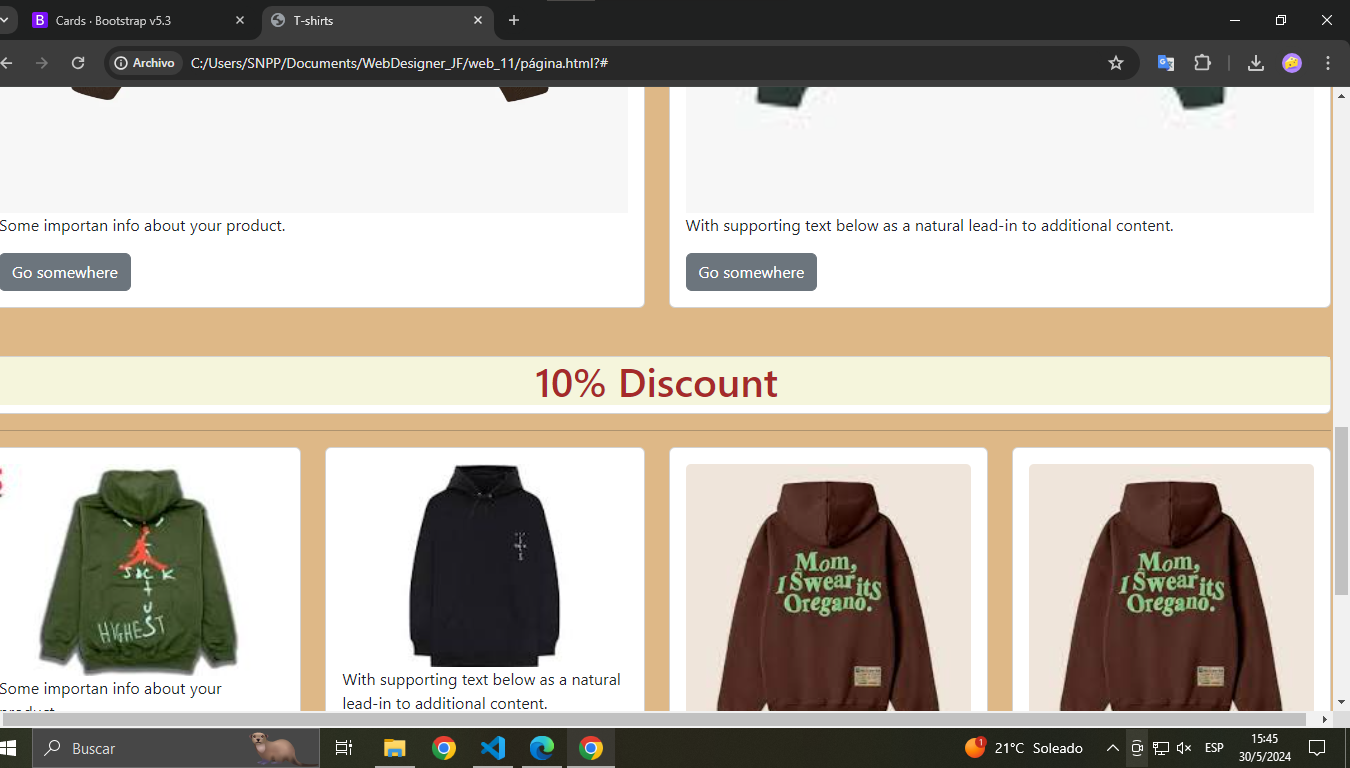 Cards · Bootstrap v5.3
T-shirts
Archivo
C:/Users/SNPP/Documents/WebDesigner_JF/web_11/página.html?#
Some importan info about your product.
With supporting text below as a natural lead-in to additional content.
Go somewhere
Go somewhere
10% Discount
HIGHEST
Mom,
I Swear its
Oregano.
Mom,
I Swear its
Oregano.
Some importan info about your
product.
With supporting text below as a natural
lead-in to additional content.
Buscar
1
21°C Soleado
ESP
15:45
30/5/2024